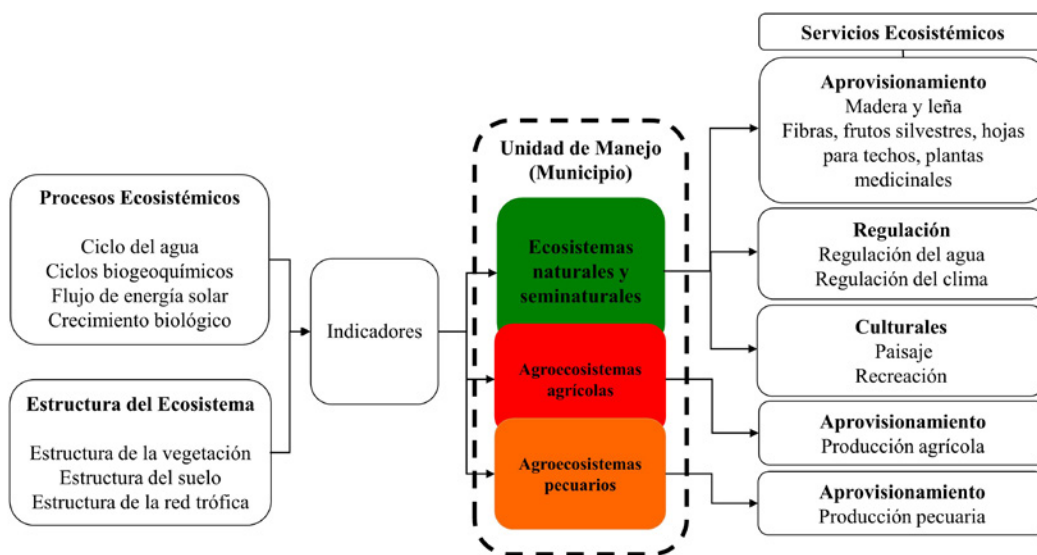 Procesos Ecosistémicos
Ciclo del agua
Ciclos biogeoquímicos
Flujo de energía solar
Crecimiento biológico
Estructura del Ecosistema
Estructura de la vegetación
Estructura del suelo
Estructura de la red trófica
Indicadores
Unidad de Manejo
(Municipio)
Ecosistemas
naturales y
seminaturales
Agroecosistemas
agrícolas
Agroecosistemas
pecuarios
Servicios Ecosistémicos
Aprovisionamiento
Madera y leña
Fibras, frutos silvestres, hojas
para techos, plantas
medicinales
Regulación
Regulación del agua
Regulación del clima
Culturales
Paisaje
Recreación
Aprovisionamiento
Producción agrícola
Aprovisionamiento
Producción pecuaria